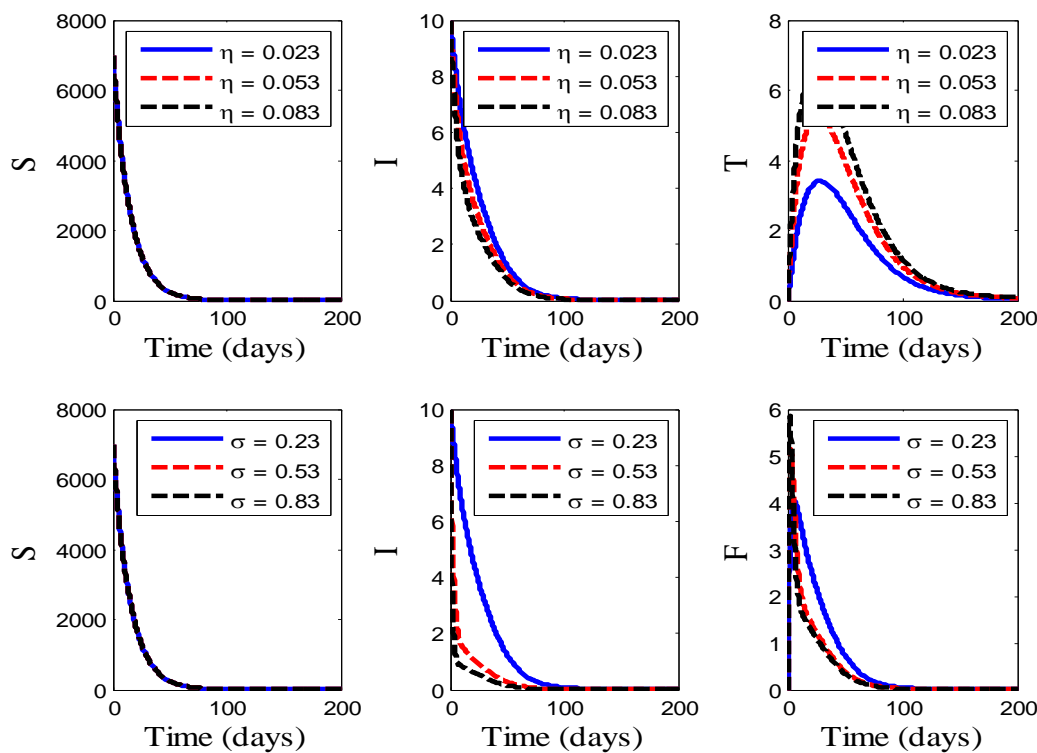 8000
6000
4000
2000
0
S
η = 0.023
η = 0.053
η = 0.083
0
100
200
Time (days)
10
8
6
4
2
0
I
η = 0.023
η = 0.053
η = 0.083
0
100
200
Time (days)
8
6
4
2
0
T
η = 0.023
η = 0.053
η = 0.083
0
100
200
Time (days)
8000
6000
4000
2000
0
S
σ = 0.23
σ = 0.53
σ = 0.83
0
100
200
Time (days)
10
8
6
4
2
0
I
σ = 0.23
σ = 0.53
σ = 0.83
0
100
200
Time (days)
6
5
4
3
2
1
0
F
σ = 0.23
σ = 0.53
σ = 0.83
0
100
200
Time (days)